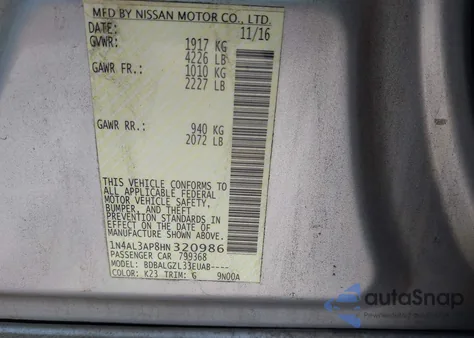 MFD BY NISSAN MOTOR CO., LTD.
DATE: 11/16
GVWR: 1917 KG
4226 LB
GAWR FR.: 1010 KG
2227 LB
GAWR RR.: 940 KG
2072 LB
THIS VEHICLE CONFORMS TO
ALL APPLICABLE FEDERAL
MOTOR VEHICLE SAFETY,
BUMPER, AND THEFT
PREVENTION STANDARDS IN
EFFECT ON THE DATE OF
MANUFACTURE SHOWN ABOVE.
1N4AL3AP8HN 320986
PASSENGER CAR 799368
MODEL: BDBALGZL33EUAB----
COLOR: K23 TRIM: G 9N00A
autoSnap